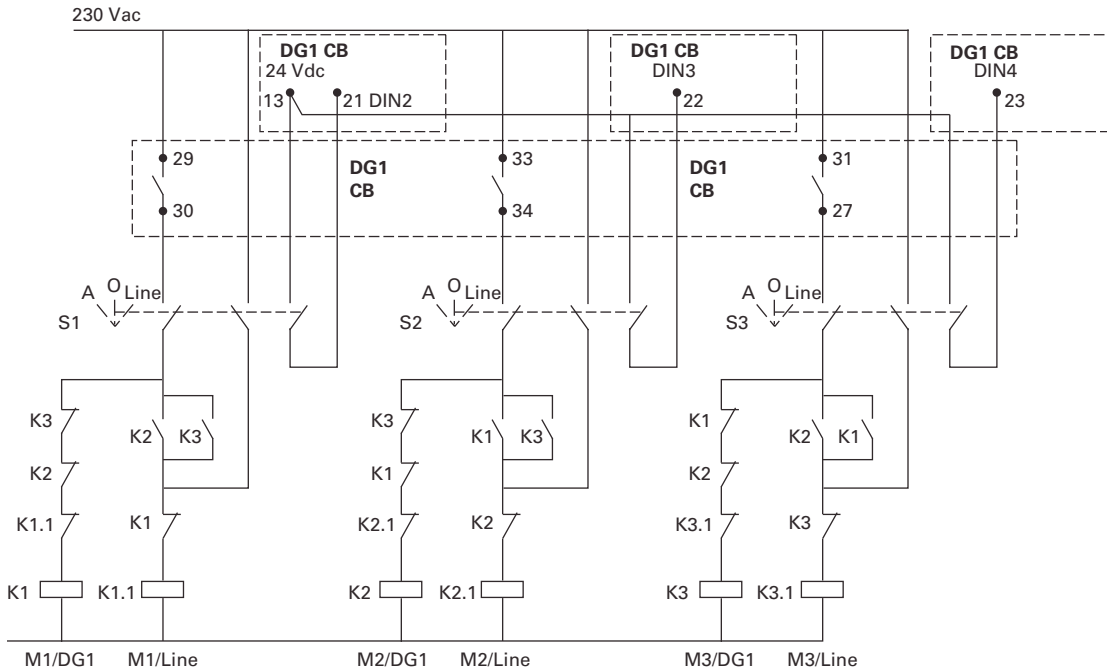 230 Vac
DG1 CB
24 Vdc
13
21 DIN2
DG1 CB
DIN3
22
DG1 CB
DIN4
23
29
30
DG1
CB
33
34
DG1
CB
31
27
A O Line
S1
A O Line
S2
A O Line
S3
K3
K2
K3
K2
K1.1
K1
K1
K1.1
K3
K1
K3
K1
K2.1
K2
K2
K2.1
K1
K2
K1
K2
K3.1
K3
K3
K3.1
M1/DG1
M1/Line
M2/DG1
M2/Line
M3/DG1
M3/Line